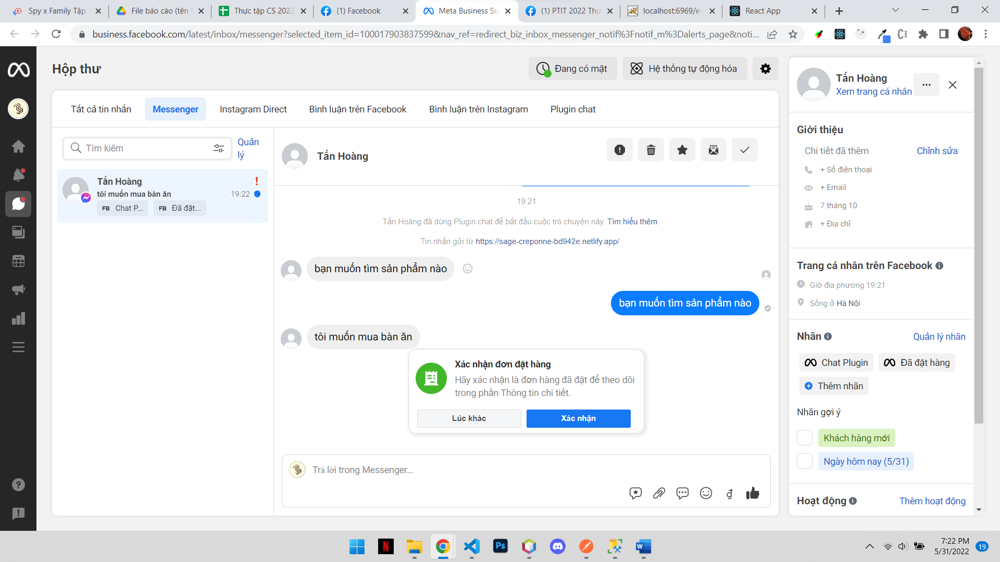 Spy x Family Tập
File báo cáo (tên f
Thực tập CS 2022
(1) Facebook
Meta Business Su
(1) PTIT 2022 Thự
localhost:6969/e-
React App
business.facebook.com/latest/inbox/messenger?selected_item_id=100017903837599&nav_ref=redirect_biz_inbox_messenger_notif%3Fnotif_m%3Dalerts_page&noti...
Hộp thư
Đang có mặt
Hệ thống tự động hóa
Tất cả tin nhắn
Messenger
Instagram Direct
Bình luận trên Facebook
Bình luận trên Instagram
Plugin chat
Tìm kiếm
Quản
lý
Tấn Hoàng
tôi muốn mua bàn ăn
19:22
FB Chat P...
FB Đã đặt...
Tấn Hoàng
19:21
Tấn Hoàng đã dùng Plugin chat để bắt đầu cuộc trò chuyện này. Tìm hiểu thêm
Tin nhắn gửi từ https://sage-creponne-bd942e.netlify.app/
bạn muốn tìm sản phẩm nào
bạn muốn tìm sản phẩm nào
tôi muốn mua bàn ăn
Xác nhận đơn đặt hàng
Hãy xác nhận là đơn hàng đã đặt để theo dõi
trong phần Thông tin chi tiết.
Lúc khác
Xác nhận
Trả lời trong Messenger...
đ
Tấn Hoàng
Xem trang cá nhân
Giới thiệu
Chi tiết đã thêm
Chỉnh sửa
+ Số điện thoại
+ Email
7 tháng 10
+ Địa chỉ
Trang cá nhân trên Facebook
Giờ địa phương 19:21
Sống ở Hà Nội
Nhãn
Quản lý nhãn
Chat Plugin
Đã đặt hàng
Thêm nhãn
Nhãn gợi ý
Khách hàng mới
Ngày hôm nay (5/31)
Hoạt động
Thêm hoạt động
N
Ps
W
7:22 PM
5/31/2022
19